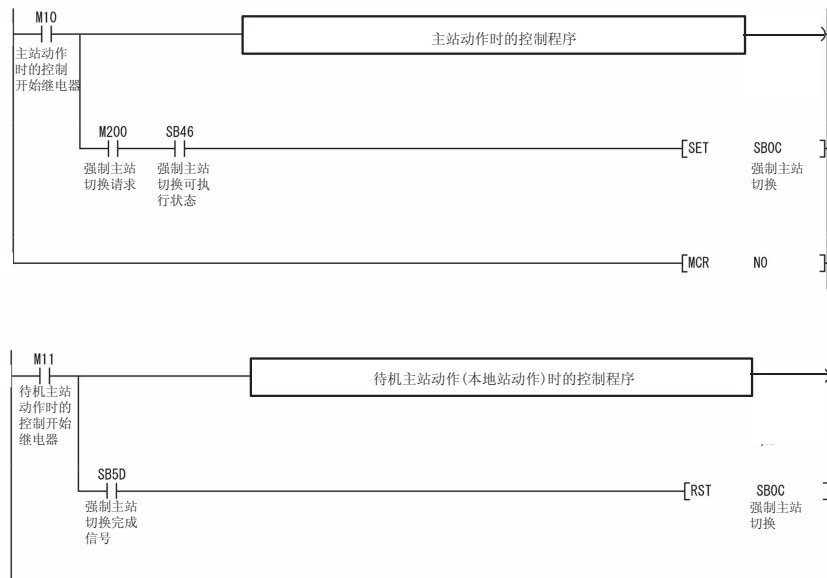 M10
主站动作时的控制程序
主站动作
时的控制
开始继电器
M200 SB46 SET SB0C
强制主站 强制主站 强制主站
切换请求 切换可执 切换
行状态
MCR N0
M11
待机主站动作(本地站动作)时的控制程序
待机主站
动作时的
控制开始
继电器
SB5D RST SB0C
强制主站 强制主站
切换完成 切换
信号